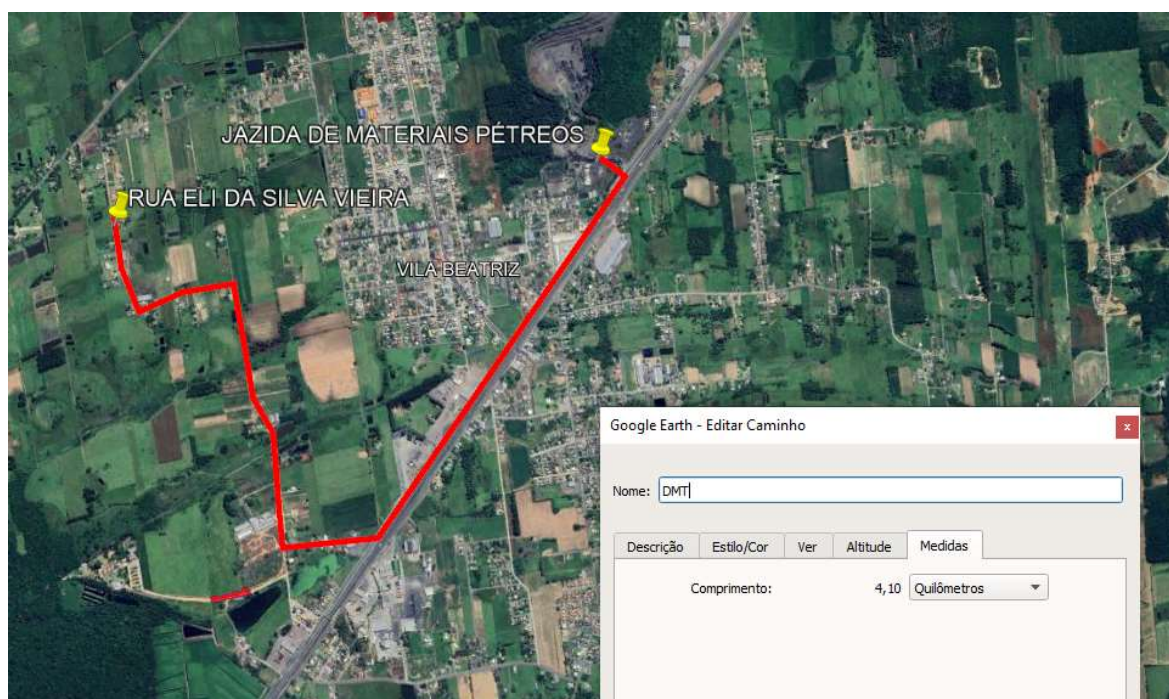 JAZIDA DE MATERIAIS PÉTREOS
RUA ELI DA SILVA VIEIRA
VILA BEATRIZ
Google Earth - Editar Caminho
x
Nome: DMT
Descrição Estilo/Cor Ver Altitude Medidas
Comprimento: 4,10 Quilômetros